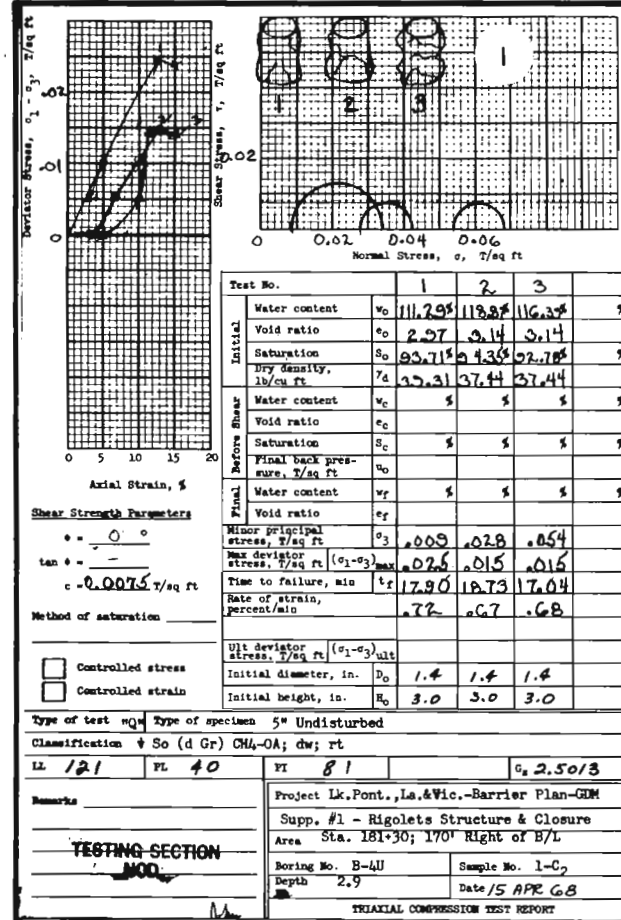 Deviator Stress, σ1 - σ3, T/sq ft
.02
.01
0
0 5 10 15 20
Axial Strain, %
Shear Stress, τ, T/sq ft
0.02
1 2 3
1
0 0.02 0.04 0.06
Normal Stress, σ, T/sq ft
Shear Strength Parameters
φ = 0 °
tan φ = -
c = 0.0075 T/sq ft
Method of saturation
Controlled stress
Controlled strain
Test No. 1 2 3
Initial
Water content w₀ 111.29% 118.87% 116.39% %
Void ratio e₀ 2.97 3.14 3.14
Saturation S₀ 93.71% 94.35% 92.78% %
Dry density, lb/cu ft γd 39.31 37.44 37.44
Before Shear
Water content wc % % % %
Void ratio ec
Saturation Sc % % % %
Final back pressure, T/sq ft u₀
Final
Water content wf % % % %
Void ratio ef
Minor principal stress, T/sq ft σ3 .009 .028 .054
Max deviator stress, T/sq ft (σ1-σ3)max .025 .015 .015
Time to failure, min tf 17.90 18.73 17.04
Rate of strain, percent/min .72 .67 .68
Ult deviator stress, T/sq ft (σ1-σ3)ult
Initial diameter, in. D₀ 1.4 1.4 1.4
Initial height, in. H₀ 3.0 3.0 3.0
Type of test "Q" Type of specimen 5" Undisturbed
Classification So (d Gr) CH4-OA; dw; rt
LL 121 PL 40 PI 81 Gs 2.5013
Remarks
TESTING SECTION
NOD
Project Lk.Pont.,La.&Vic.-Barrier Plan-GDM
Supp. #1 - Rigolets Structure & Closure
Area Sta. 181+30; 170' Right of B/L
Boring No. B-4U Sample No. 1-C2
Depth 2.9 Date 15 APR 68
TRIAXIAL COMPRESSION TEST REPORT